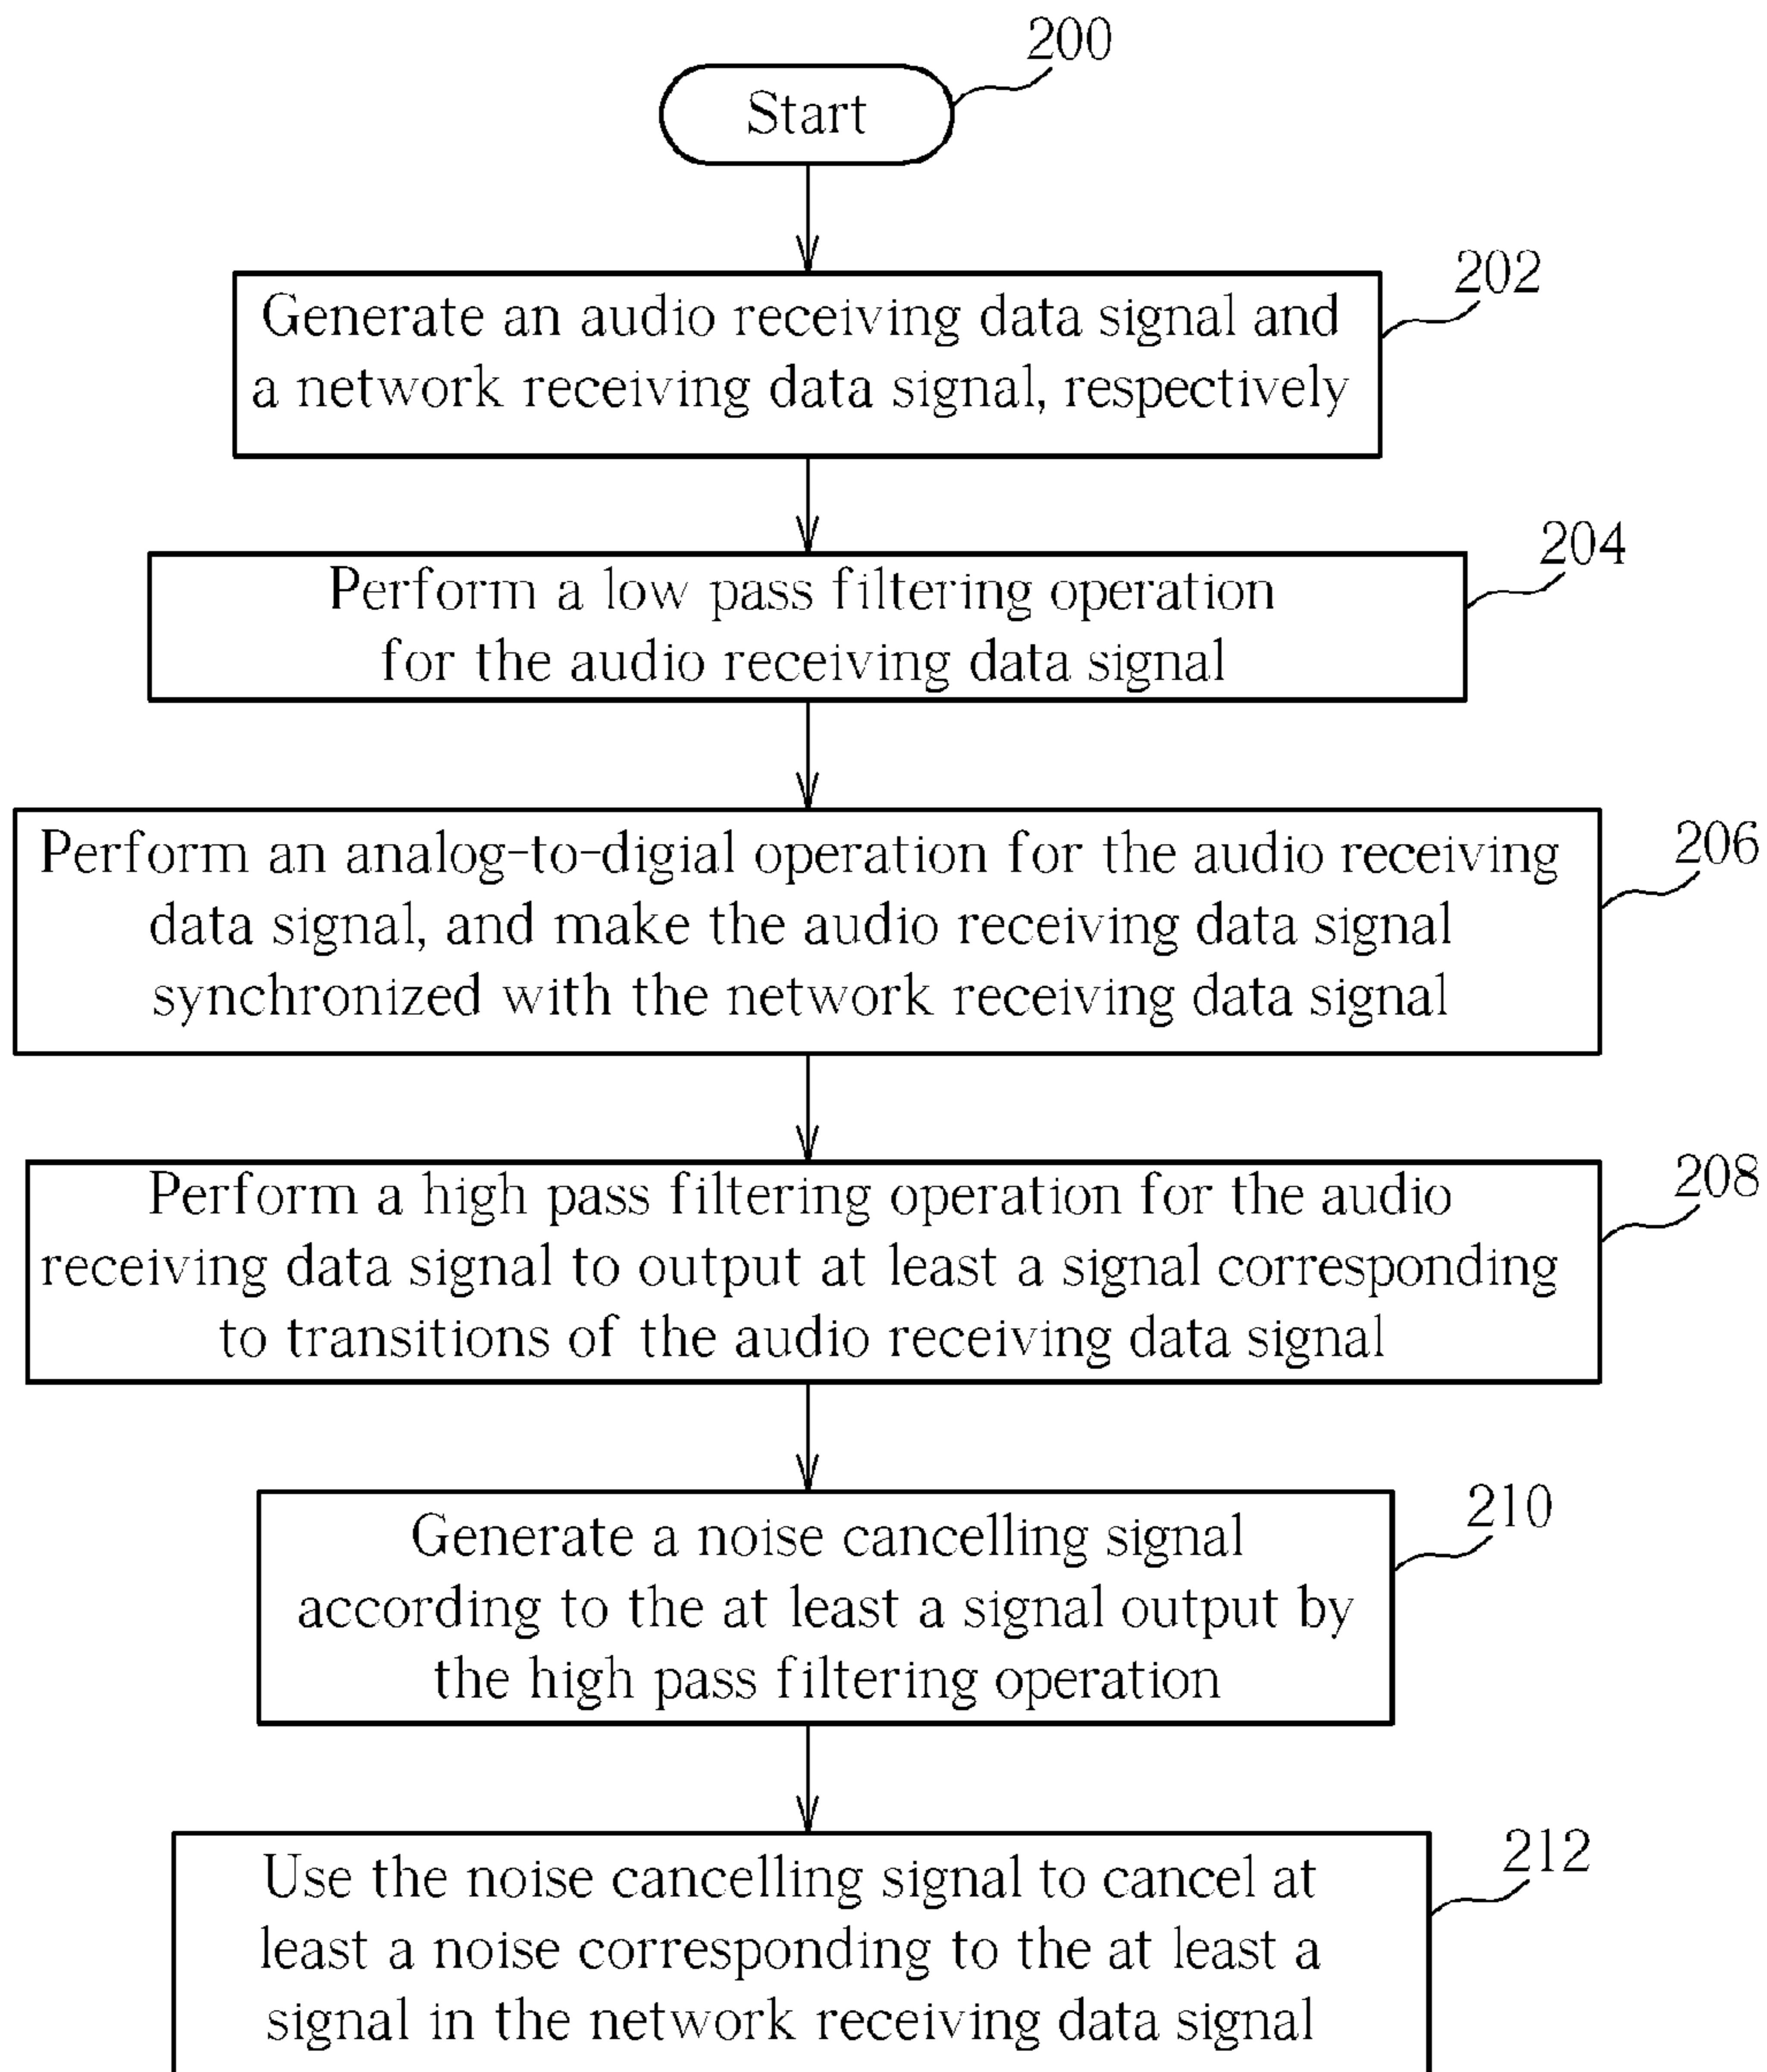 200
Start
202
Generate an audio receiving data signal and
a network receiving data signal, respectively
204
Perform a low pass filtering operation
for the audio receiving data signal
206
Perform an analog-to-digial operation for the audio receiving
data signal, and make the audio receiving data signal
synchronized with the network receiving data signal
208
Perform a high pass filtering operation for the audio
receiving data signal to output at least a signal corresponding
to transitions of the audio receiving data signal
210
Generate a noise cancelling signal
according to the at least a signal output by
the high pass filtering operation
212
Use the noise cancelling signal to cancel at
least a noise corresponding to the at least a
signal in the network receiving data signal